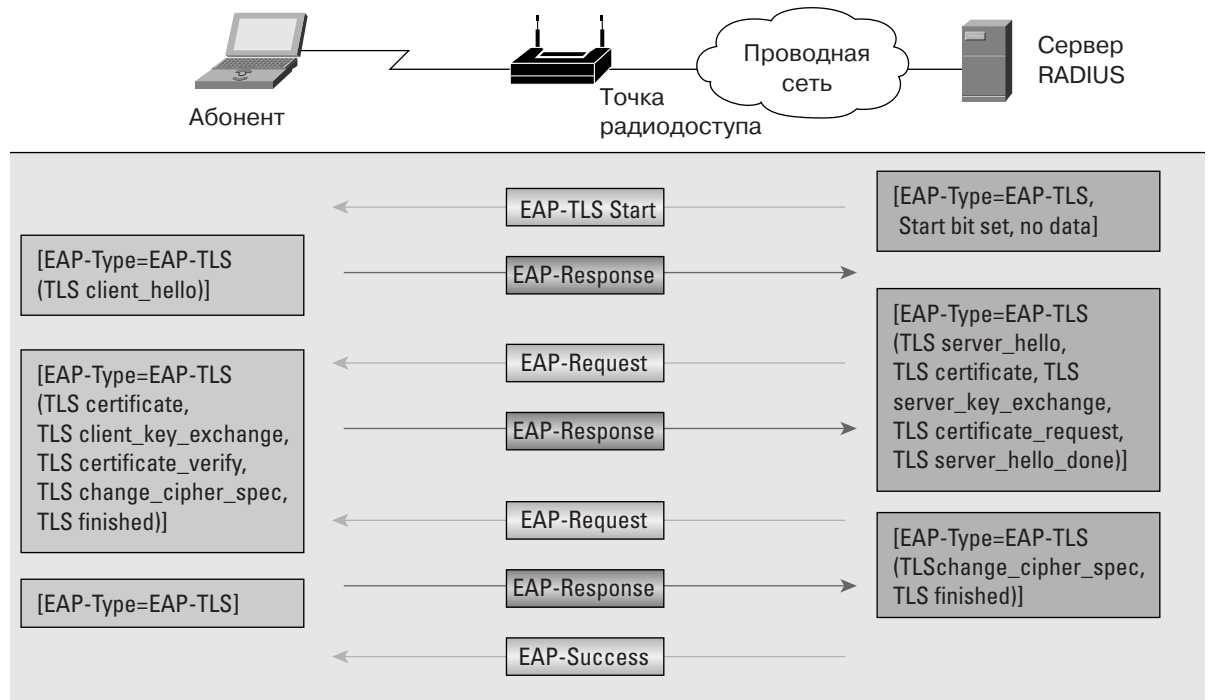 Абонент
Точка
радиодоступа
Проводная
сеть
Сервер
RADIUS
EAP-TLS Start
[EAP-Type=EAP-TLS,
Start bit set, no data]
[EAP-Type=EAP-TLS
(TLS client_hello)]
EAP-Response
EAP-Request
[EAP-Type=EAP-TLS
(TLS server_hello,
TLS certificate, TLS
server_key_exchange,
TLS certificate_request,
TLS server_hello_done)]
[EAP-Type=EAP-TLS
(TLS certificate,
TLS client_key_exchange,
TLS certificate_verify,
TLS change_cipher_spec,
TLS finished)]
EAP-Response
EAP-Request
[EAP-Type=EAP-TLS
(TLSchange_cipher_spec,
TLS finished)]
[EAP-Type=EAP-TLS]
EAP-Response
EAP-Success